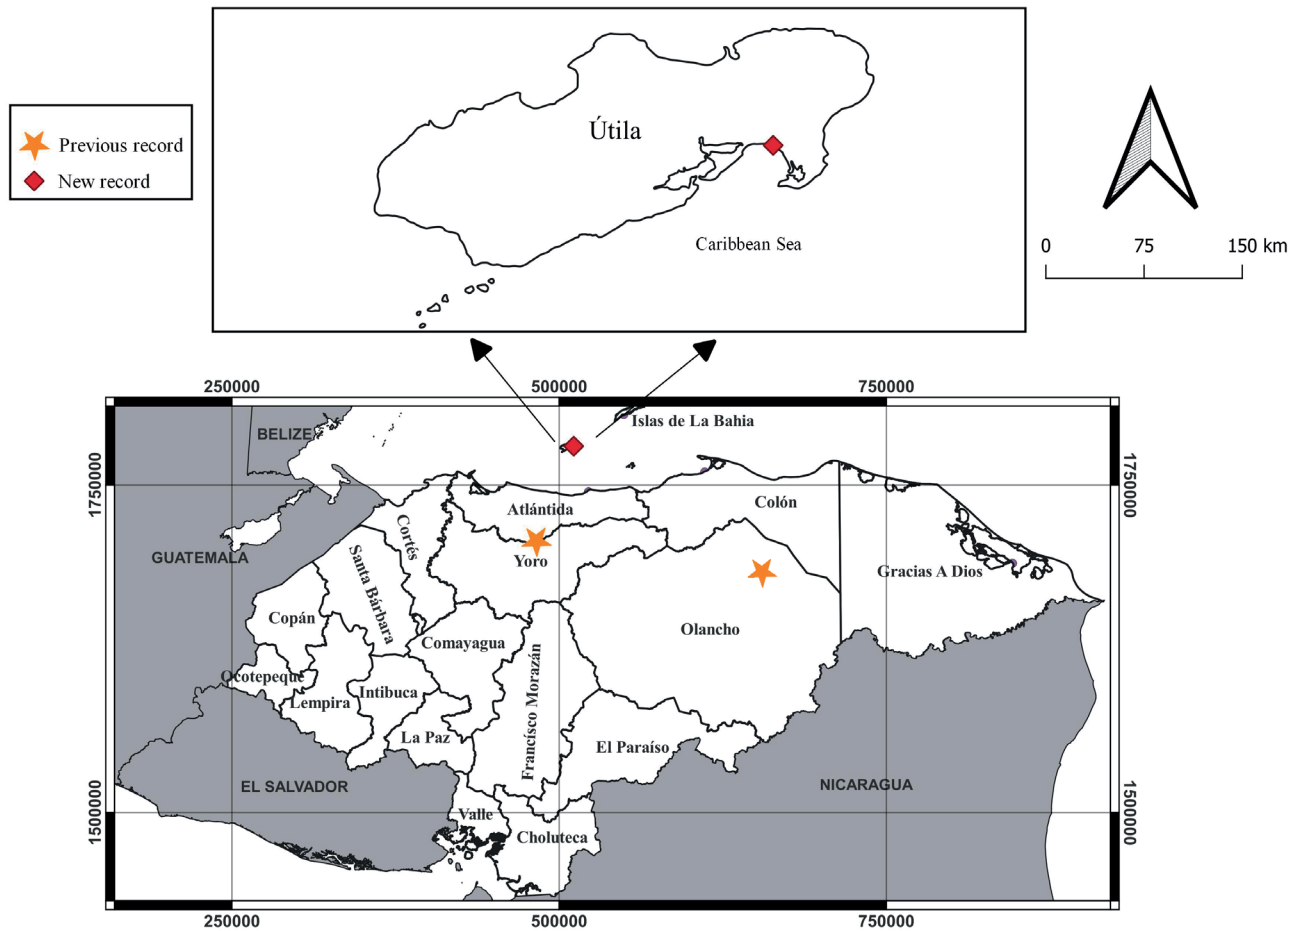 Útila
Previous record
New record
Caribbean Sea
0 75 150 km
250000 500000 750000
Islas de La Bahia
BELIZE
1750000
1750000
Colón
Atlántida
Cortés
GUATEMALA
Yoro
Santa Bárbara
Gracias A Dios
Copán
Olancho
Comayagua
Ocotepeque
Intibuca
Lempira
Francísco Morazán
La Paz
El Paraíso
EL SALVADOR
NICARAGUA
1500000
1500000
Valle
Choluteca
250000 500000 750000